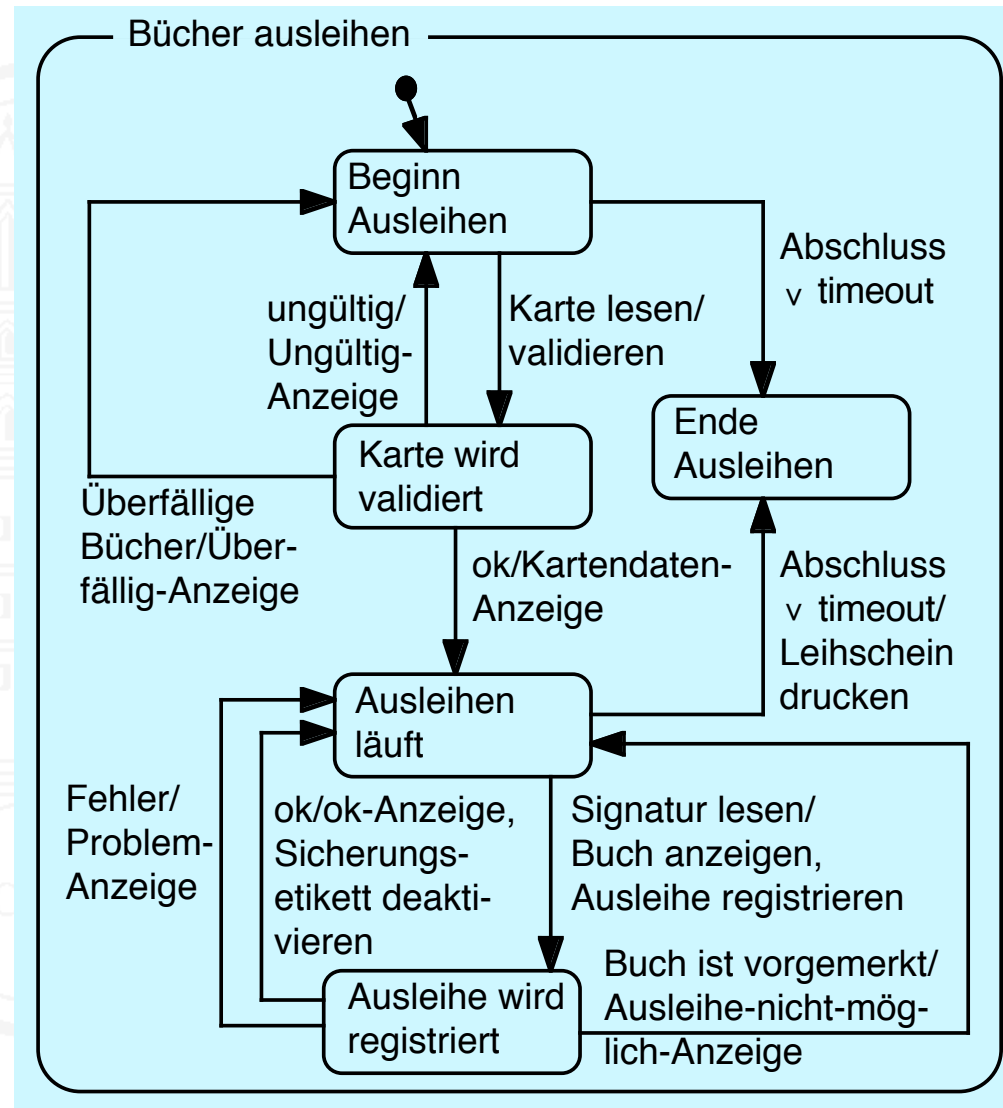 Bücher ausleihen
Beginn
Ausleihen
Abschluss
v timeout
ungültig/
Ungültig-
Anzeige
Karte lesen/
validieren
Karte wird
validiert
Ende
Ausleihen
Überfällige
Bücher/Über-
fällig-Anzeige
ok/Kartendaten-
Anzeige
Abschluss
v timeout/
Leihschein
drucken
Ausleihen
läuft
Fehler/
Problem-
Anzeige
ok/ok-Anzeige,
Sicherungs-
etikett deakti-
vieren
Signatur lesen/
Buch anzeigen,
Ausleihe registrieren
Ausleihe wird
registriert
Buch ist vorgemerkt/
Ausleihe-nicht-mög-
lich-Anzeige